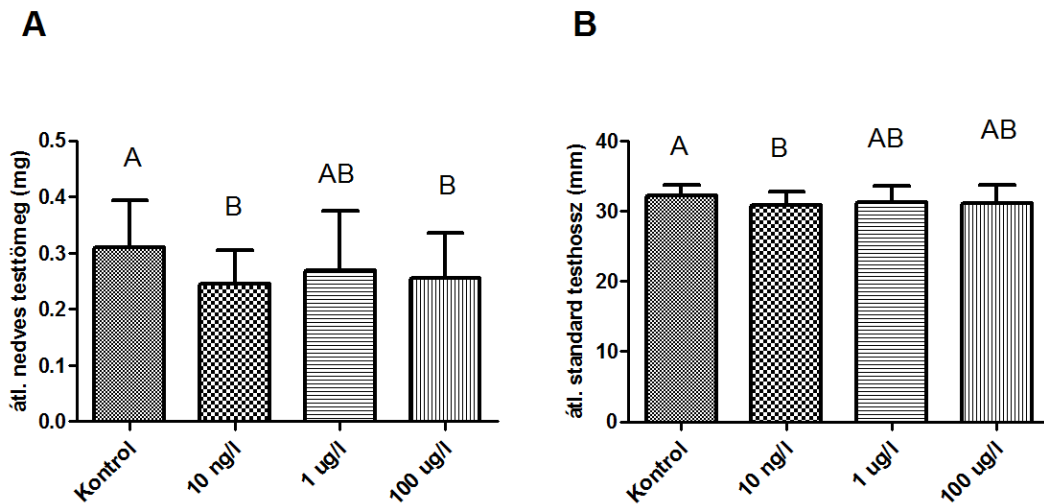 A
átl. nedves testtömeg (mg)
0.5
0.4
0.3
0.2
0.1
0.0
A
B
AB
B
Kontrol
10 ng/l
1 ug/l
100 ug/l
B
átl. standard testhossz (mm)
40
30
20
10
0
A
B
AB
AB
Kontrol
10 ng/l
1 ug/l
100 ug/l